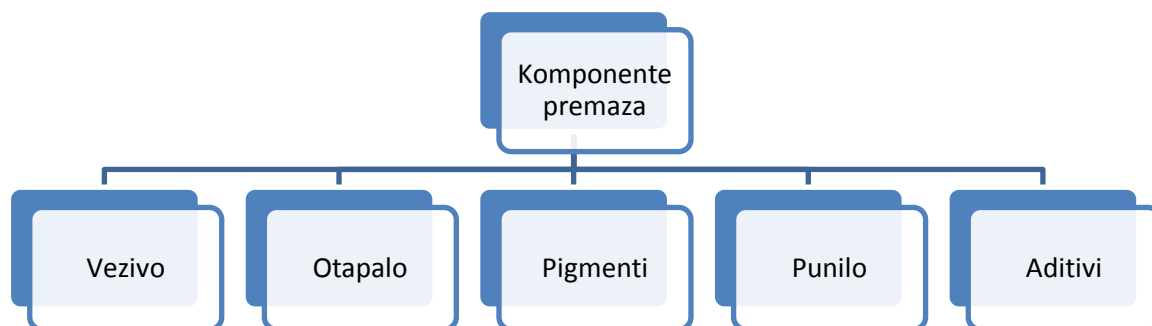 Komponente
premaza
Vezivo
Otapalo
Pigmenti
Punilo
Aditivi